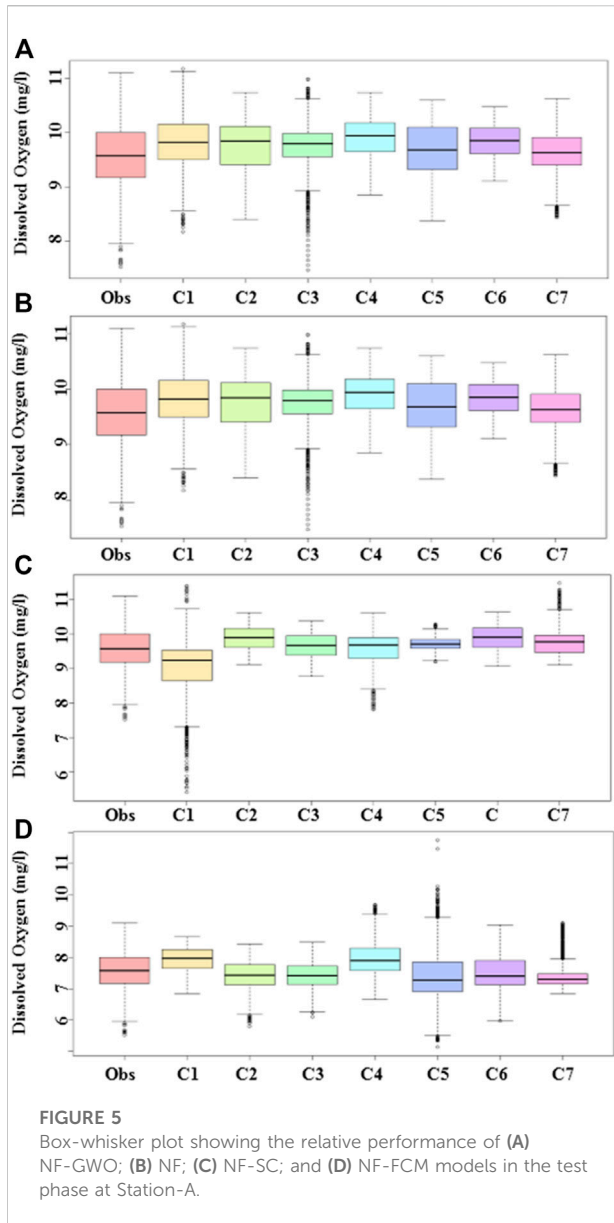 A
Dissolved Oxygen (mg/l)
11
10
9
8
Obs C1 C2 C3 C4 C5 C6 C7
B
Dissolved Oxygen (mg/l)
11
10
9
8
Obs C1 C2 C3 C4 C5 C6 C7
C
Dissolved Oxygen (mg/l)
11
10
9
8
7
6
Obs C1 C2 C3 C4 C5 C C7
D
Dissolved Oxygen (mg/l)
11
10
9
8
7
6
Obs C1 C2 C3 C4 C5 C6 C7
FIGURE 5
Box-whisker plot showing the relative performance of (A)
NF-GWO; (B) NF; (C) NF-SC; and (D) NF-FCM models in the test
phase at Station-A.